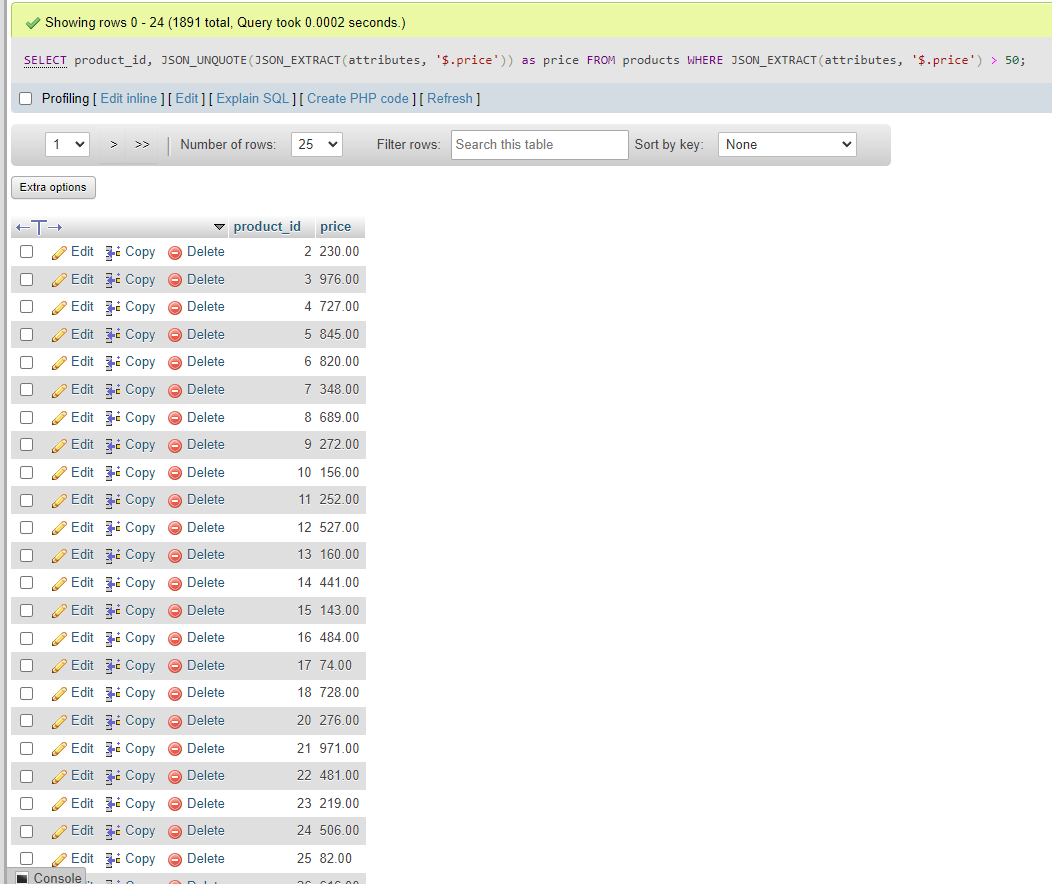 Showing rows 0 - 24 (1891 total, Query took 0.0002 seconds.)
SELECT product_id, JSON_UNQUOTE(JSON_EXTRACT(attributes, '$.price')) as price FROM products WHERE JSON_EXTRACT(attributes, '$.price') > 50;
Profiling [ Edit inline ] [ Edit ] [ Explain SQL ] [ Create PHP code ] [ Refresh ]
1 > >> Number of rows: 25 Filter rows: Search this table Sort by key: None
Extra options
product_id price
Edit Copy Delete 2 230.00
Edit Copy Delete 3 976.00
Edit Copy Delete 4 727.00
Edit Copy Delete 5 845.00
Edit Copy Delete 6 820.00
Edit Copy Delete 7 348.00
Edit Copy Delete 8 689.00
Edit Copy Delete 9 272.00
Edit Copy Delete 10 156.00
Edit Copy Delete 11 252.00
Edit Copy Delete 12 527.00
Edit Copy Delete 13 160.00
Edit Copy Delete 14 441.00
Edit Copy Delete 15 143.00
Edit Copy Delete 16 484.00
Edit Copy Delete 17 74.00
Edit Copy Delete 18 728.00
Edit Copy Delete 20 276.00
Edit Copy Delete 21 971.00
Edit Copy Delete 22 481.00
Edit Copy Delete 23 219.00
Edit Copy Delete 24 506.00
Edit Copy Delete 25 82.00
Console